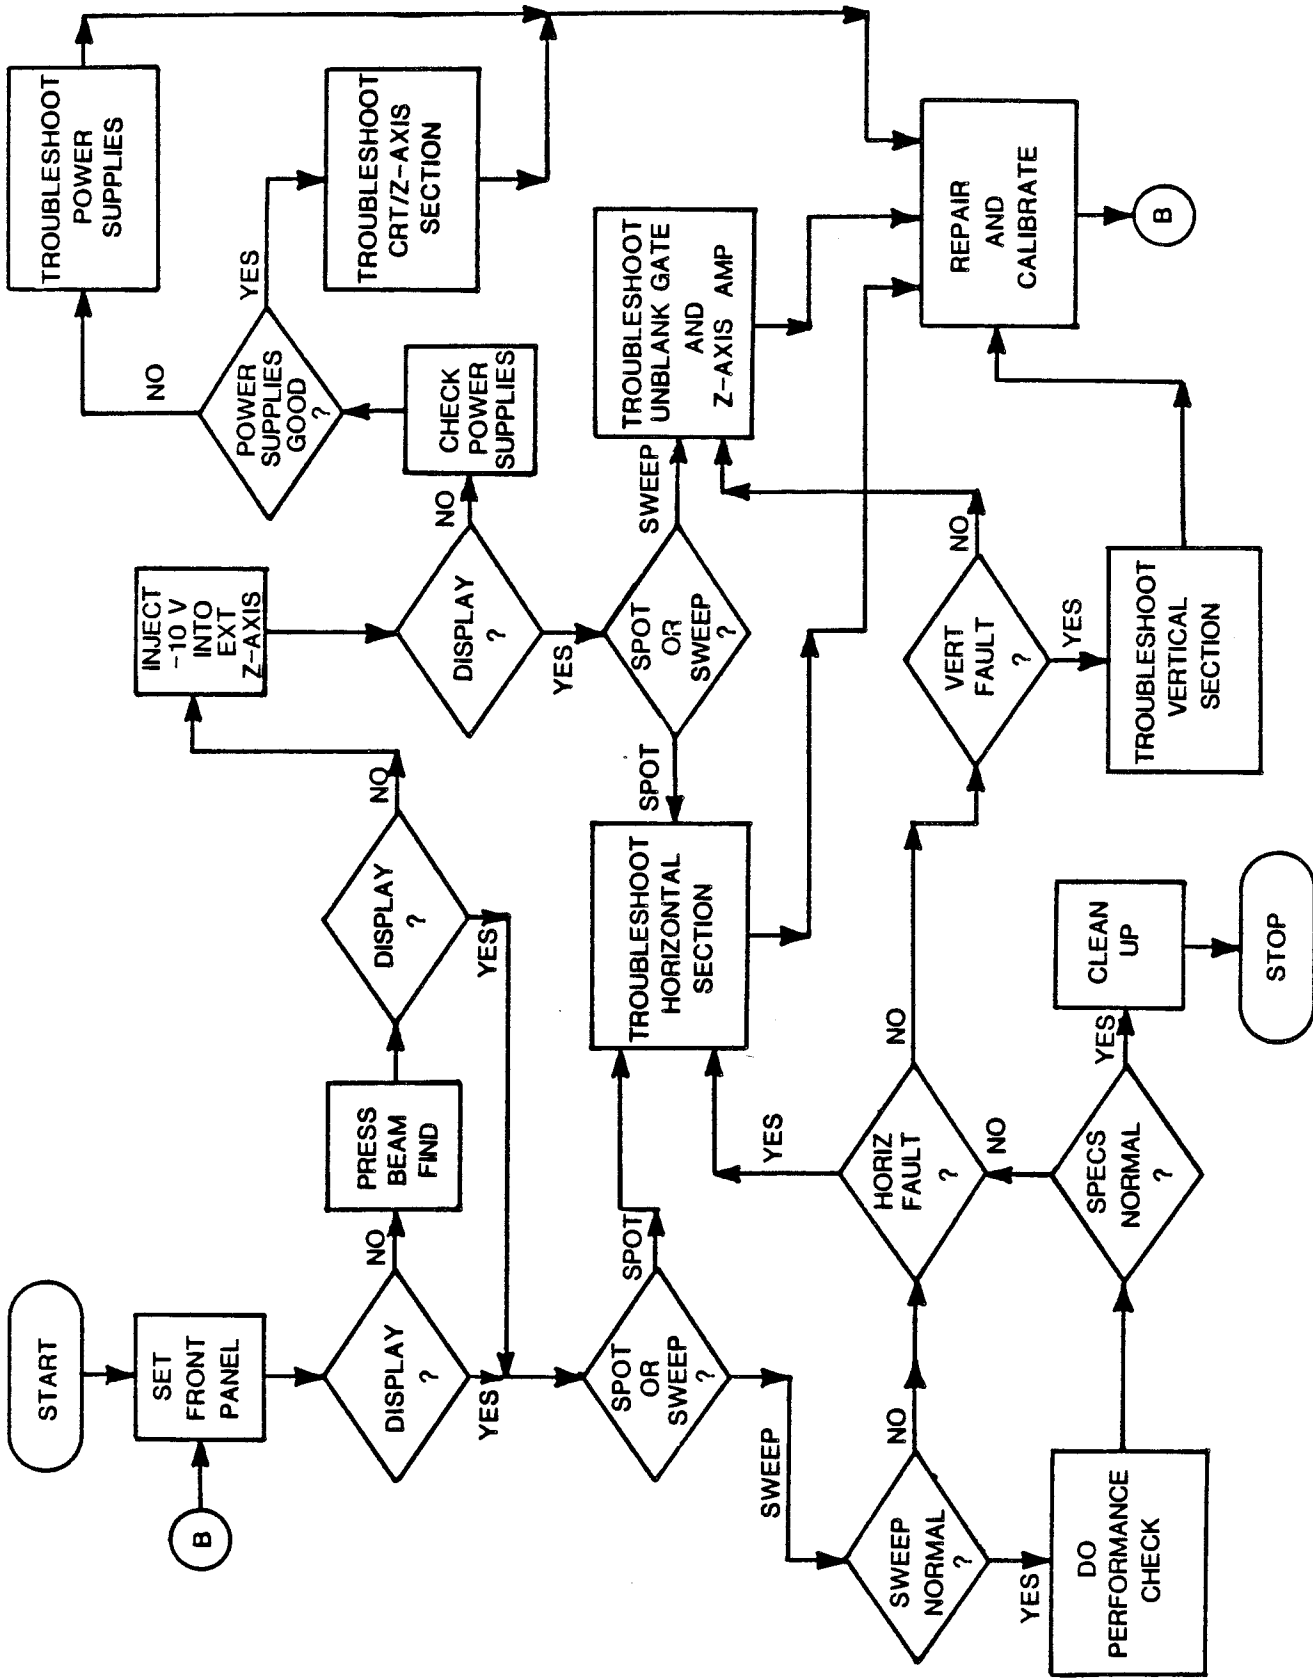 START
B
SET
FRONT
PANEL
DISPLAY
?
NO
YES
PRESS
BEAM
FIND
DISPLAY
?
NO
YES
INJECT
-10 V
INTO
EXT
Z-AXIS
DISPLAY
?
NO
YES
CHECK
POWER
SUPPLIES
POWER
SUPPLIES
GOOD
?
NO
YES
TROUBLESHOOT
POWER
SUPPLIES
TROUBLESHOOT
CRT/Z-AXIS
SECTION
SPOT
OR
SWEEP
?
SPOT
SWEEP
TROUBLESHOOT
HORIZONTAL
SECTION
SPOT
OR
SWEEP
?
SPOT
SWEEP
TROUBLESHOOT
UNBLANK GATE
AND
Z-AXIS AMP
SWEEP
NORMAL
?
NO
YES
HORIZ
FAULT
?
YES
NO
VERT
FAULT
?
NO
YES
REPAIR
AND
CALIBRATE
B
DO
PERFORMANCE
CHECK
SPECS
NORMAL
?
NO
YES
CLEAN
UP
STOP
TROUBLESHOOT
VERTICAL
SECTION